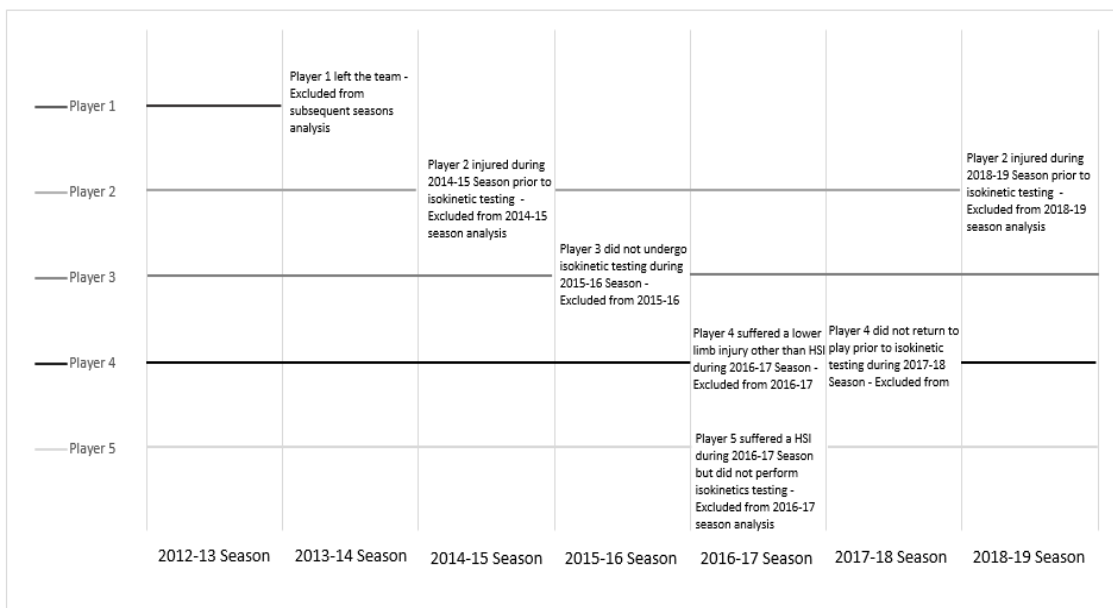 Player 1
Player 1 left the team -
Excluded from
subsequent seasons
analysis
Player 2
Player 2 injured during
2014-15 Season prior to
isokinetic testing -
Excluded from 2014-15
season analysis
Player 2 injured during
2018-19 Season prior to
isokinetic testing -
Excluded from 2018-19
season analysis
Player 3
Player 3 did not undergo
isokinetic testing during
2015-16 Season -
Excluded from 2015-16
Player 4
Player 4 suffered a lower
limb injury other than HSI
during 2016-17 Season -
Excluded from 2016-17
Player 4 did not return to
play prior to isokinetic
testing during 2017-18
Season - Excluded from
Player 5
Player 5 suffered a HSI
during 2016-17 Season
but did not perform
isokinetics testing -
Excluded from 2016-17
season analysis
2012-13 Season
2013-14 Season
2014-15 Season
2015-16 Season
2016-17 Season
2017-18 Season
2018-19 Season